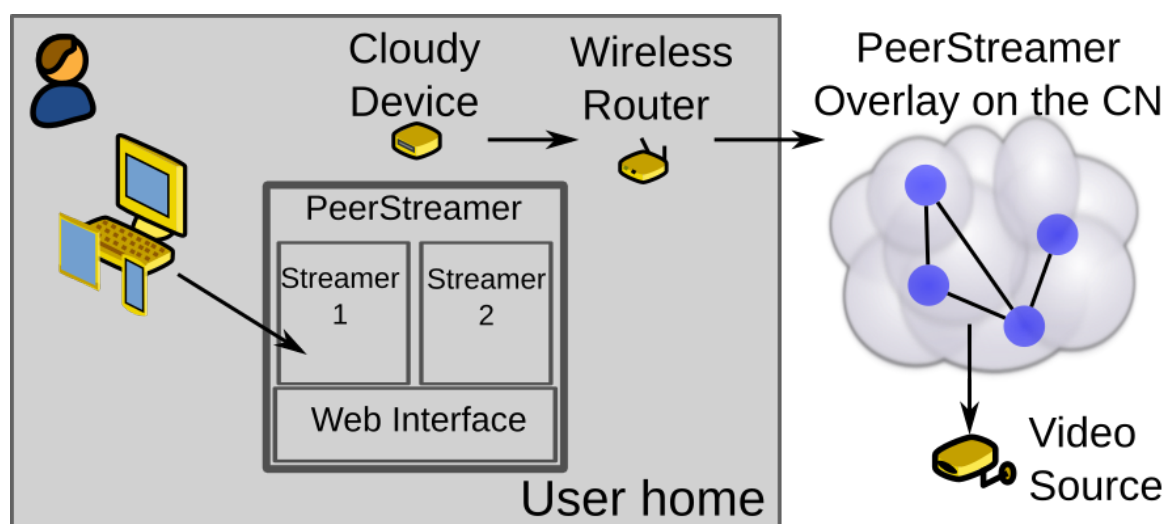 Cloudy
Device
Wireless
Router
PeerStreamer
Overlay on the CN
PeerStreamer
Streamer
1
Streamer
2
Web Interface
Video
Source
User home